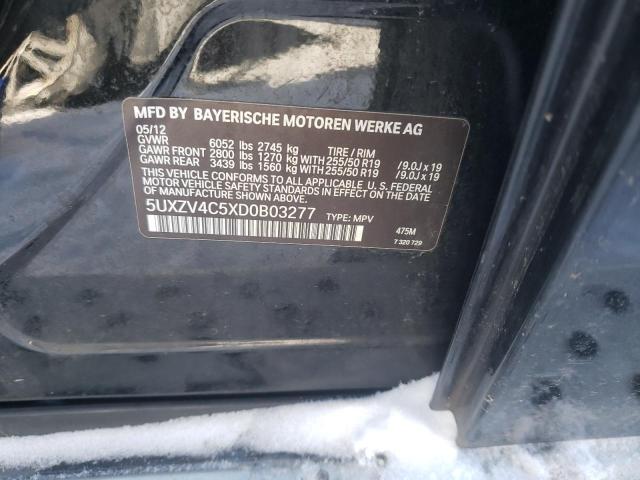 MFD BY BAYERISCHE MOTOREN WERKE AG
05/12
GVWR 6052 lbs 2745 kg TIRE / RIM
GAWR FRONT 2800 lbs 1270 kg WITH 255/50 R19 /9.0J x 19
GAWR REAR 3439 lbs 1560 kg WITH 255/50 R19 /9.0J x 19
THIS VEHICLE CONFORMS TO ALL APPLICABLE U. S. FEDERAL
MOTOR VEHICLE SAFETY STANDARDS IN EFFECT ON THE DATE
OF MANUFACTURE SHOWN ABOVE.
5UXZV4C5XD0B03277 TYPE: MPV
475M
7 320 729